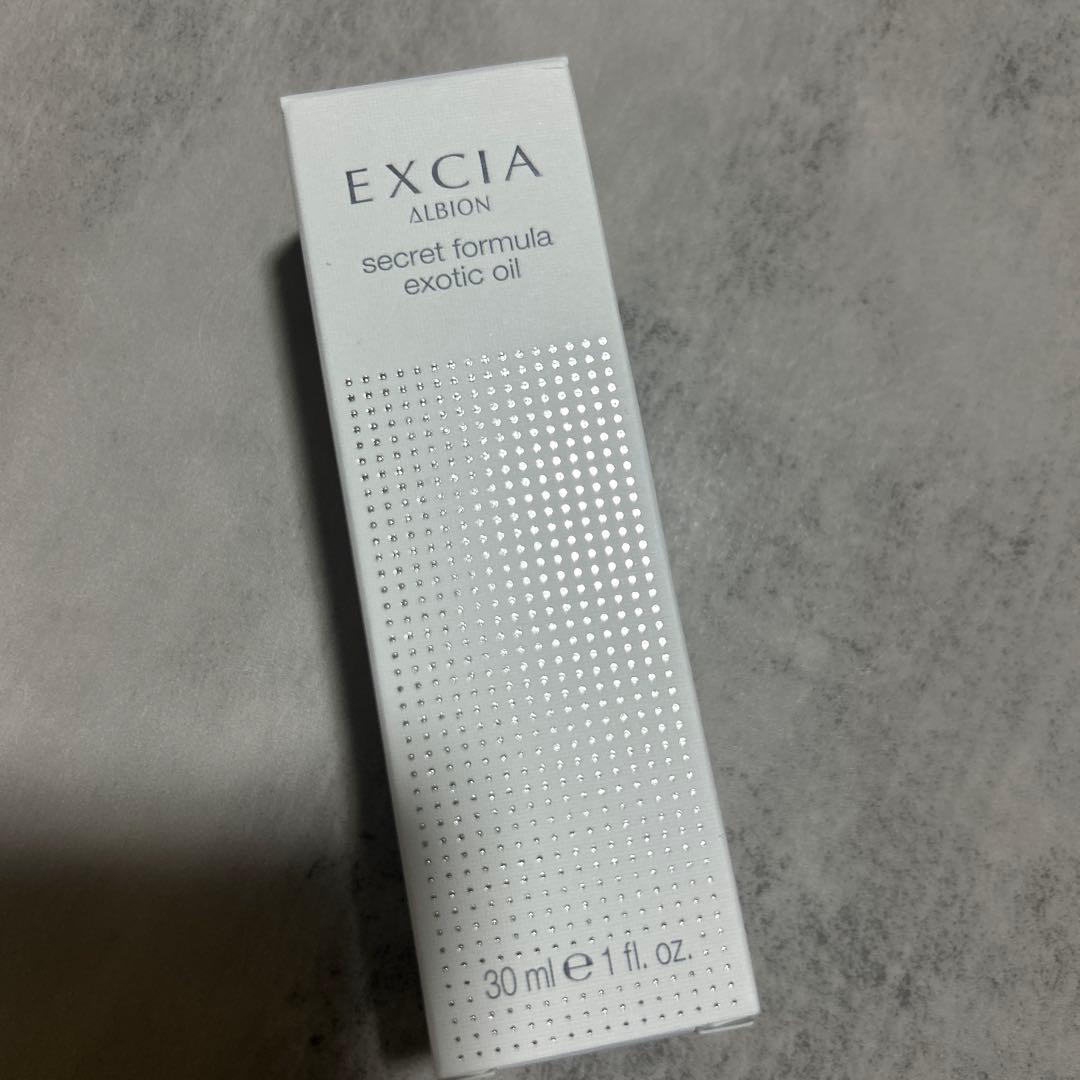 EXCIA
ALBION
secret formula
exotic oil
30 ml ℮ 1 fl. oz.